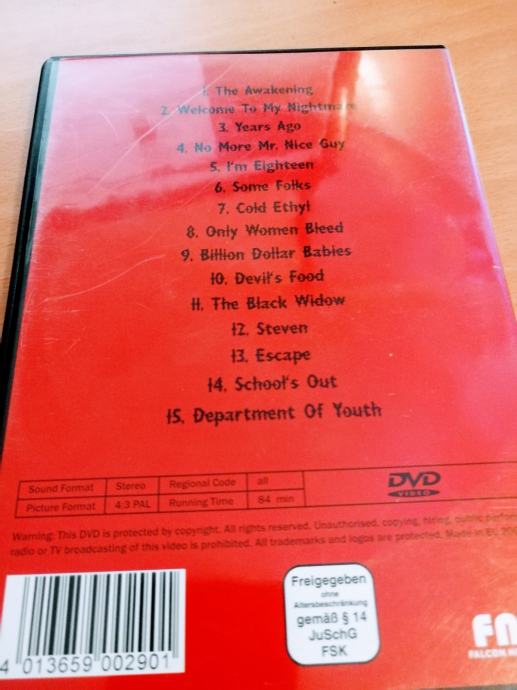 1. The Awakening
2. Welcome To My Nightmare
3. Years Ago
4. No More Mr. Nice Guy
5. I'm Eighteen
6. Some Folks
7. Cold Ethyl
8. Only Women Bleed
9. Billion Dollar Babies
10. Devil's Food
11. The Black Widow
12. Steven
13. Escape
14. School's Out
15. Department Of Youth
Sound Format Stereo Regional Code all
Picture Format 4:3 PAL Running Time 84 min
DVD
VIDEO
Warning: This DVD is protected by copyright. All rights reserved. Unauthorised, copying, hiring, public
radio or TV broadcasting of this video is prohibited. All trademarks and logos are protected. Made in EU
4 013659 002901
Freigegeben
ohne
Altersbeschränkung
gemäß § 14
JuSchG
FSK
FN
FALCON